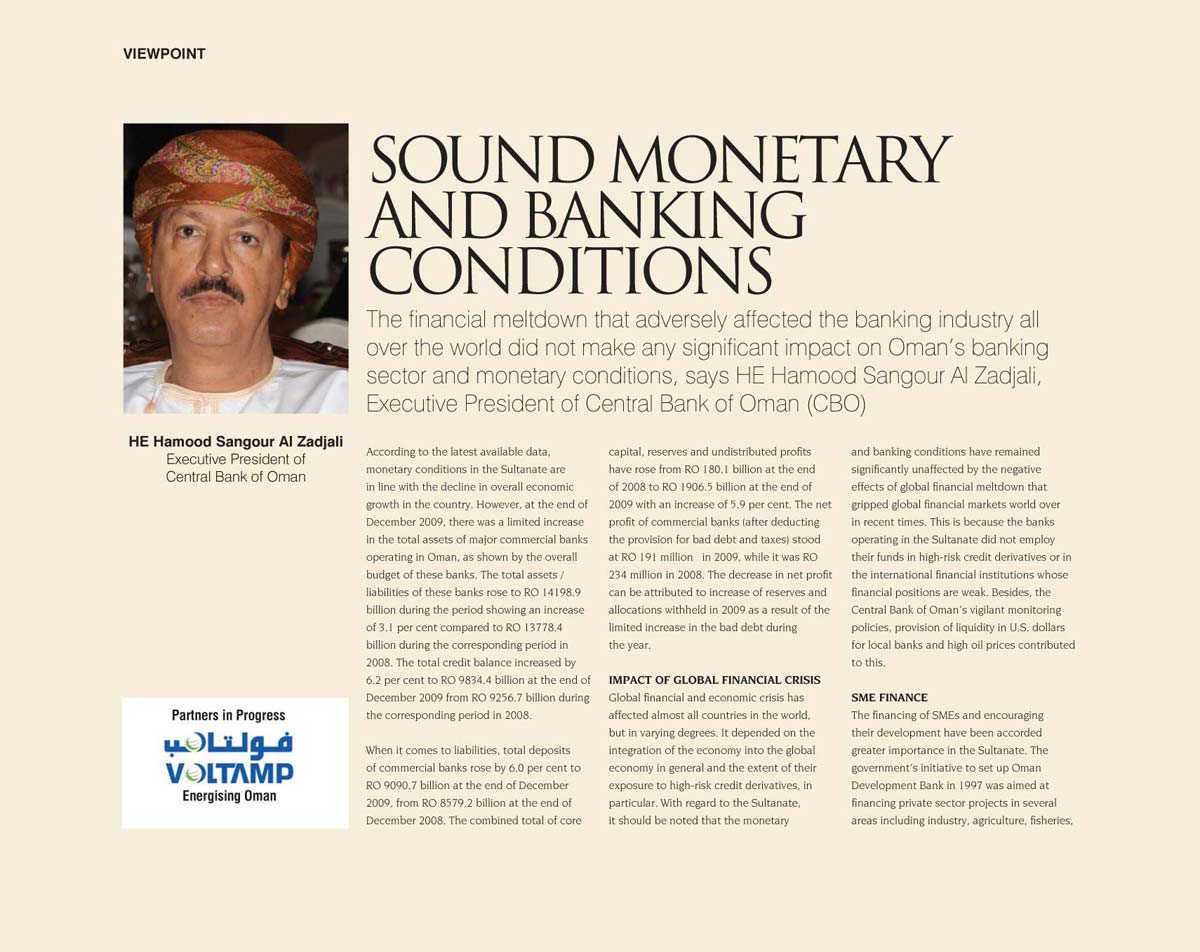 VIEWPOINT
SOUND MONETARY
AND BANKING
CONDITIONS
The financial meltdown that adversely affected the banking industry all
over the world did not make any significant impact on Oman's banking
sector and monetary conditions, says HE Hamood Sangour Al Zadjali,
Executive President of Central Bank of Oman (CBO)
HE Hamood Sangour Al Zadjali
Executive President of
Central Bank of Oman
According to the latest available data,
monetary conditions in the Sultanate are
in line with the decline in overall economic
growth in the country. However, at the end of
December 2009, there was a limited increase
in the total assets of major commercial banks
operating in Oman, as shown by the overall
budget of these banks. The total assets /
liabilities of these banks rose to RO 14198.9
billion during the period showing an increase
of 3.1 per cent compared to RO 13778.4
billion during the corresponding period in
2008. The total credit balance increased by
6.2 per cent to RO 9834.4 billion at the end of
December 2009 from RO 9256.7 billion during
the corresponding period in 2008.
When it comes to liabilities, total deposits
of commercial banks rose by 6.0 per cent to
RO 9090.7 billion at the end of December
2009, from RO 8579.2 billion at the end of
December 2008. The combined total of core
capital, reserves and undistributed profits
have rose from RO 180.1 billion at the end
of 2008 to RO 1906.5 billion at the end of
2009 with an increase of 5.9 per cent. The net
profit of commercial banks (after deducting
the provision for bad debt and taxes) stood
at RO 191 million in 2009, while it was RO
234 million in 2008. The decrease in net profit
can be attributed to increase of reserves and
allocations withheld in 2009 as a result of the
limited increase in the bad debt during
the year.
IMPACT OF GLOBAL FINANCIAL CRISIS
Global financial and economic crisis has
affected almost all countries in the world,
but in varying degrees. It depended on the
integration of the economy into the global
economy in general and the extent of their
exposure to high-risk credit derivatives, in
particular. With regard to the Sultanate,
it should be noted that the monetary
and banking conditions have remained
significantly unaffected by the negative
effects of global financial meltdown that
gripped global financial markets world over
in recent times. This is because the banks
operating in the Sultanate did not employ
their funds in high-risk credit derivatives or in
the international financial institutions whose
financial positions are weak. Besides, the
Central Bank of Oman's vigilant monitoring
policies, provision of liquidity in U.S. dollars
for local banks and high oil prices contributed
to this.
SME FINANCE
The financing of SMEs and encouraging
their development have been accorded
greater importance in the Sultanate. The
government's initiative to set up Oman
Development Bank in 1997 was aimed at
financing private sector projects in several
areas including industry, agriculture, fisheries,
Partners in Progress
فولتامب
VOLTAMP
Energising Oman